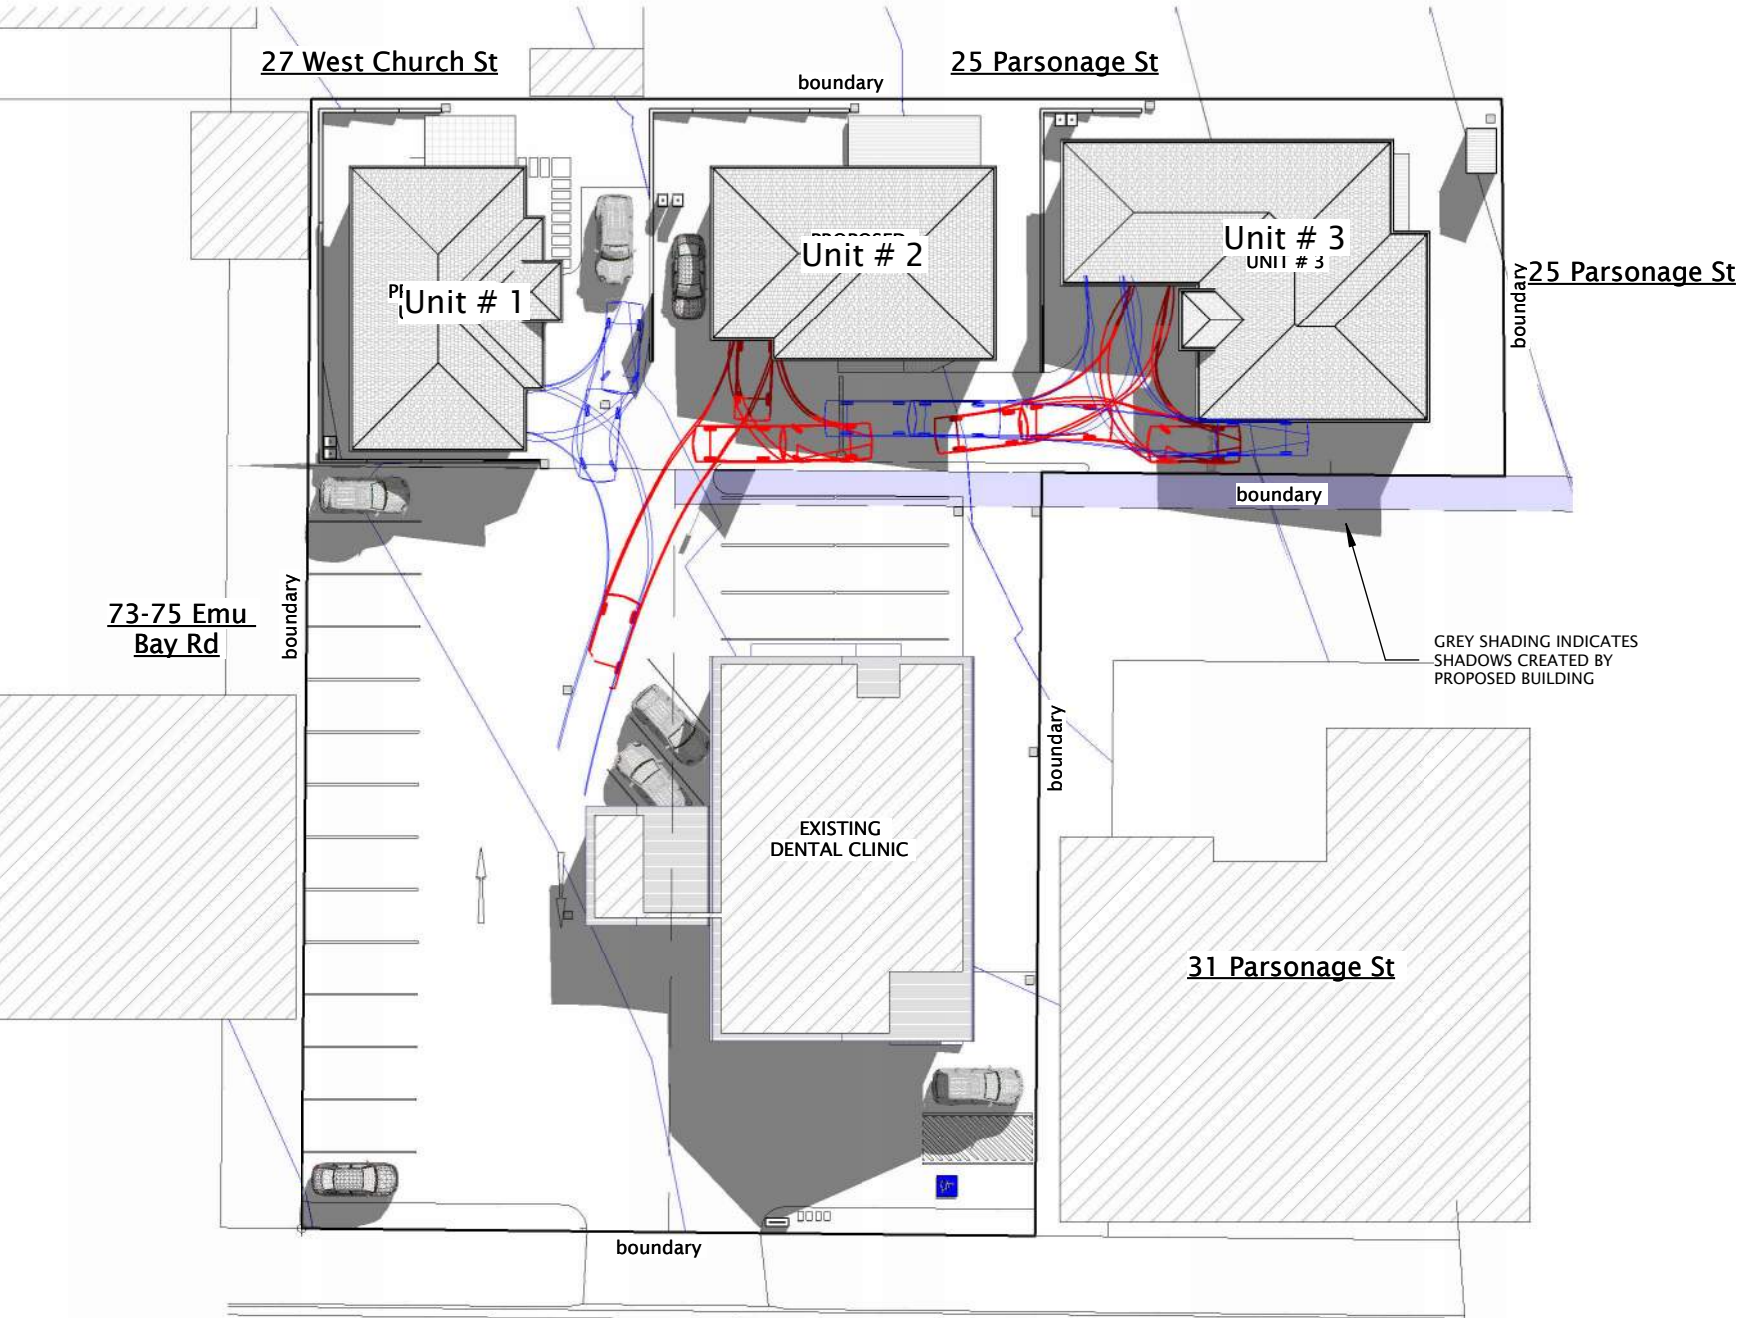 27 West Church St
25 Parsonage St
boundary
Unit # 1
Unit # 2
Unit # 3
UNIT # 3
25 Parsonage St
boundary
boundary
boundary
73-75 Emu
Bay Rd
GREY SHADING INDICATES
SHADOWS CREATED BY
PROPOSED BUILDING
boundary
EXISTING
DENTAL CLINIC
31 Parsonage St
boundary